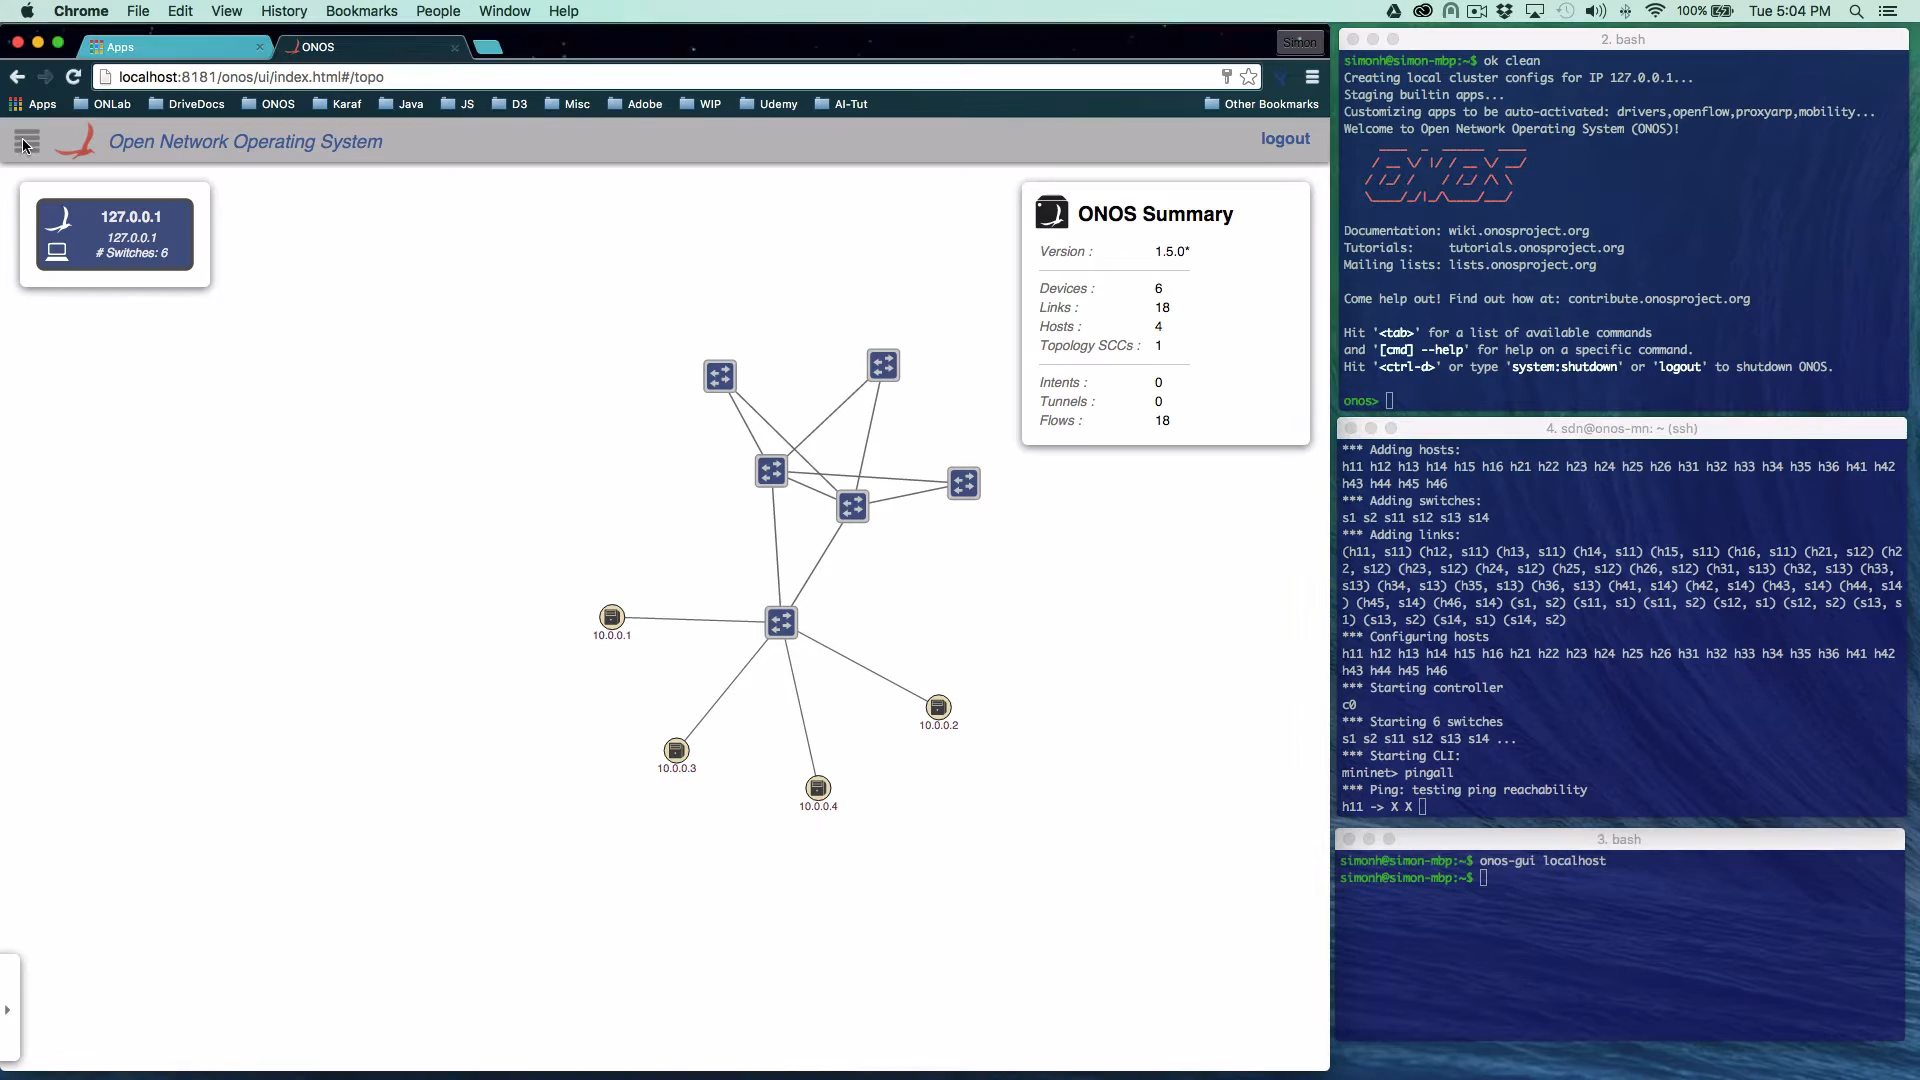 Chrome File Edit View History Bookmarks People Window Help
100% Tue 5:04 PM
Apps
ONOS
Simon
localhost:8181/onos/ui/index.html#/topo
Apps ONLab DriveDocs ONOS Karaf Java JS D3 Misc Adobe WIP Udemy AI-Tut Other Bookmarks
Open Network Operating System
logout
127.0.0.1
127.0.0.1
# Switches: 6
ONOS Summary
Version : 1.5.0*
Devices : 6
Links : 18
Hosts : 4
Topology SCCs : 1
Intents : 0
Tunnels : 0
Flows : 18
10.0.0.1
10.0.0.2
10.0.0.3
10.0.0.4
2. bash
simonh@simon-mbp:~$ ok clean
Creating local cluster configs for IP 127.0.0.1...
Staging builtin apps...
Customizing apps to be auto-activated: drivers,openflow,proxyarp,mobility...
Welcome to Open Network Operating System (ONOS)!
Documentation: wiki.onosproject.org
Tutorials: tutorials.onosproject.org
Mailing lists: lists.onosproject.org
Come help out! Find out how at: contribute.onosproject.org
Hit '<tab>' for a list of available commands
and '[cmd] --help' for help on a specific command.
Hit '<ctrl-d>' or type 'system:shutdown' or 'logout' to shutdown ONOS.
onos>
4. sdn@onos-mn: ~ (ssh)
*** Adding hosts:
h11 h12 h13 h14 h15 h16 h21 h22 h23 h24 h25 h26 h31 h32 h33 h34 h35 h36 h41 h42
h43 h44 h45 h46
*** Adding switches:
s1 s2 s11 s12 s13 s14
*** Adding links:
(h11, s11) (h12, s11) (h13, s11) (h14, s11) (h15, s11) (h16, s11) (h21, s12) (h2
2, s12) (h23, s12) (h24, s12) (h25, s12) (h26, s12) (h31, s13) (h32, s13) (h33,
s13) (h34, s13) (h35, s13) (h36, s13) (h41, s14) (h42, s14) (h43, s14) (h44, s14
) (h45, s14) (h46, s14) (s1, s2) (s11, s1) (s11, s2) (s12, s1) (s12, s2) (s13, s
1) (s13, s2) (s14, s1) (s14, s2)
*** Configuring hosts
h11 h12 h13 h14 h15 h16 h21 h22 h23 h24 h25 h26 h31 h32 h33 h34 h35 h36 h41 h42
h43 h44 h45 h46
*** Starting controller
c0
*** Starting 6 switches
s1 s2 s11 s12 s13 s14 ...
*** Starting CLI:
mininet> pingall
*** Ping: testing ping reachability
h11 -> X X
3. bash
simonh@simon-mbp:~$ onos-gui localhost
simonh@simon-mbp:~$